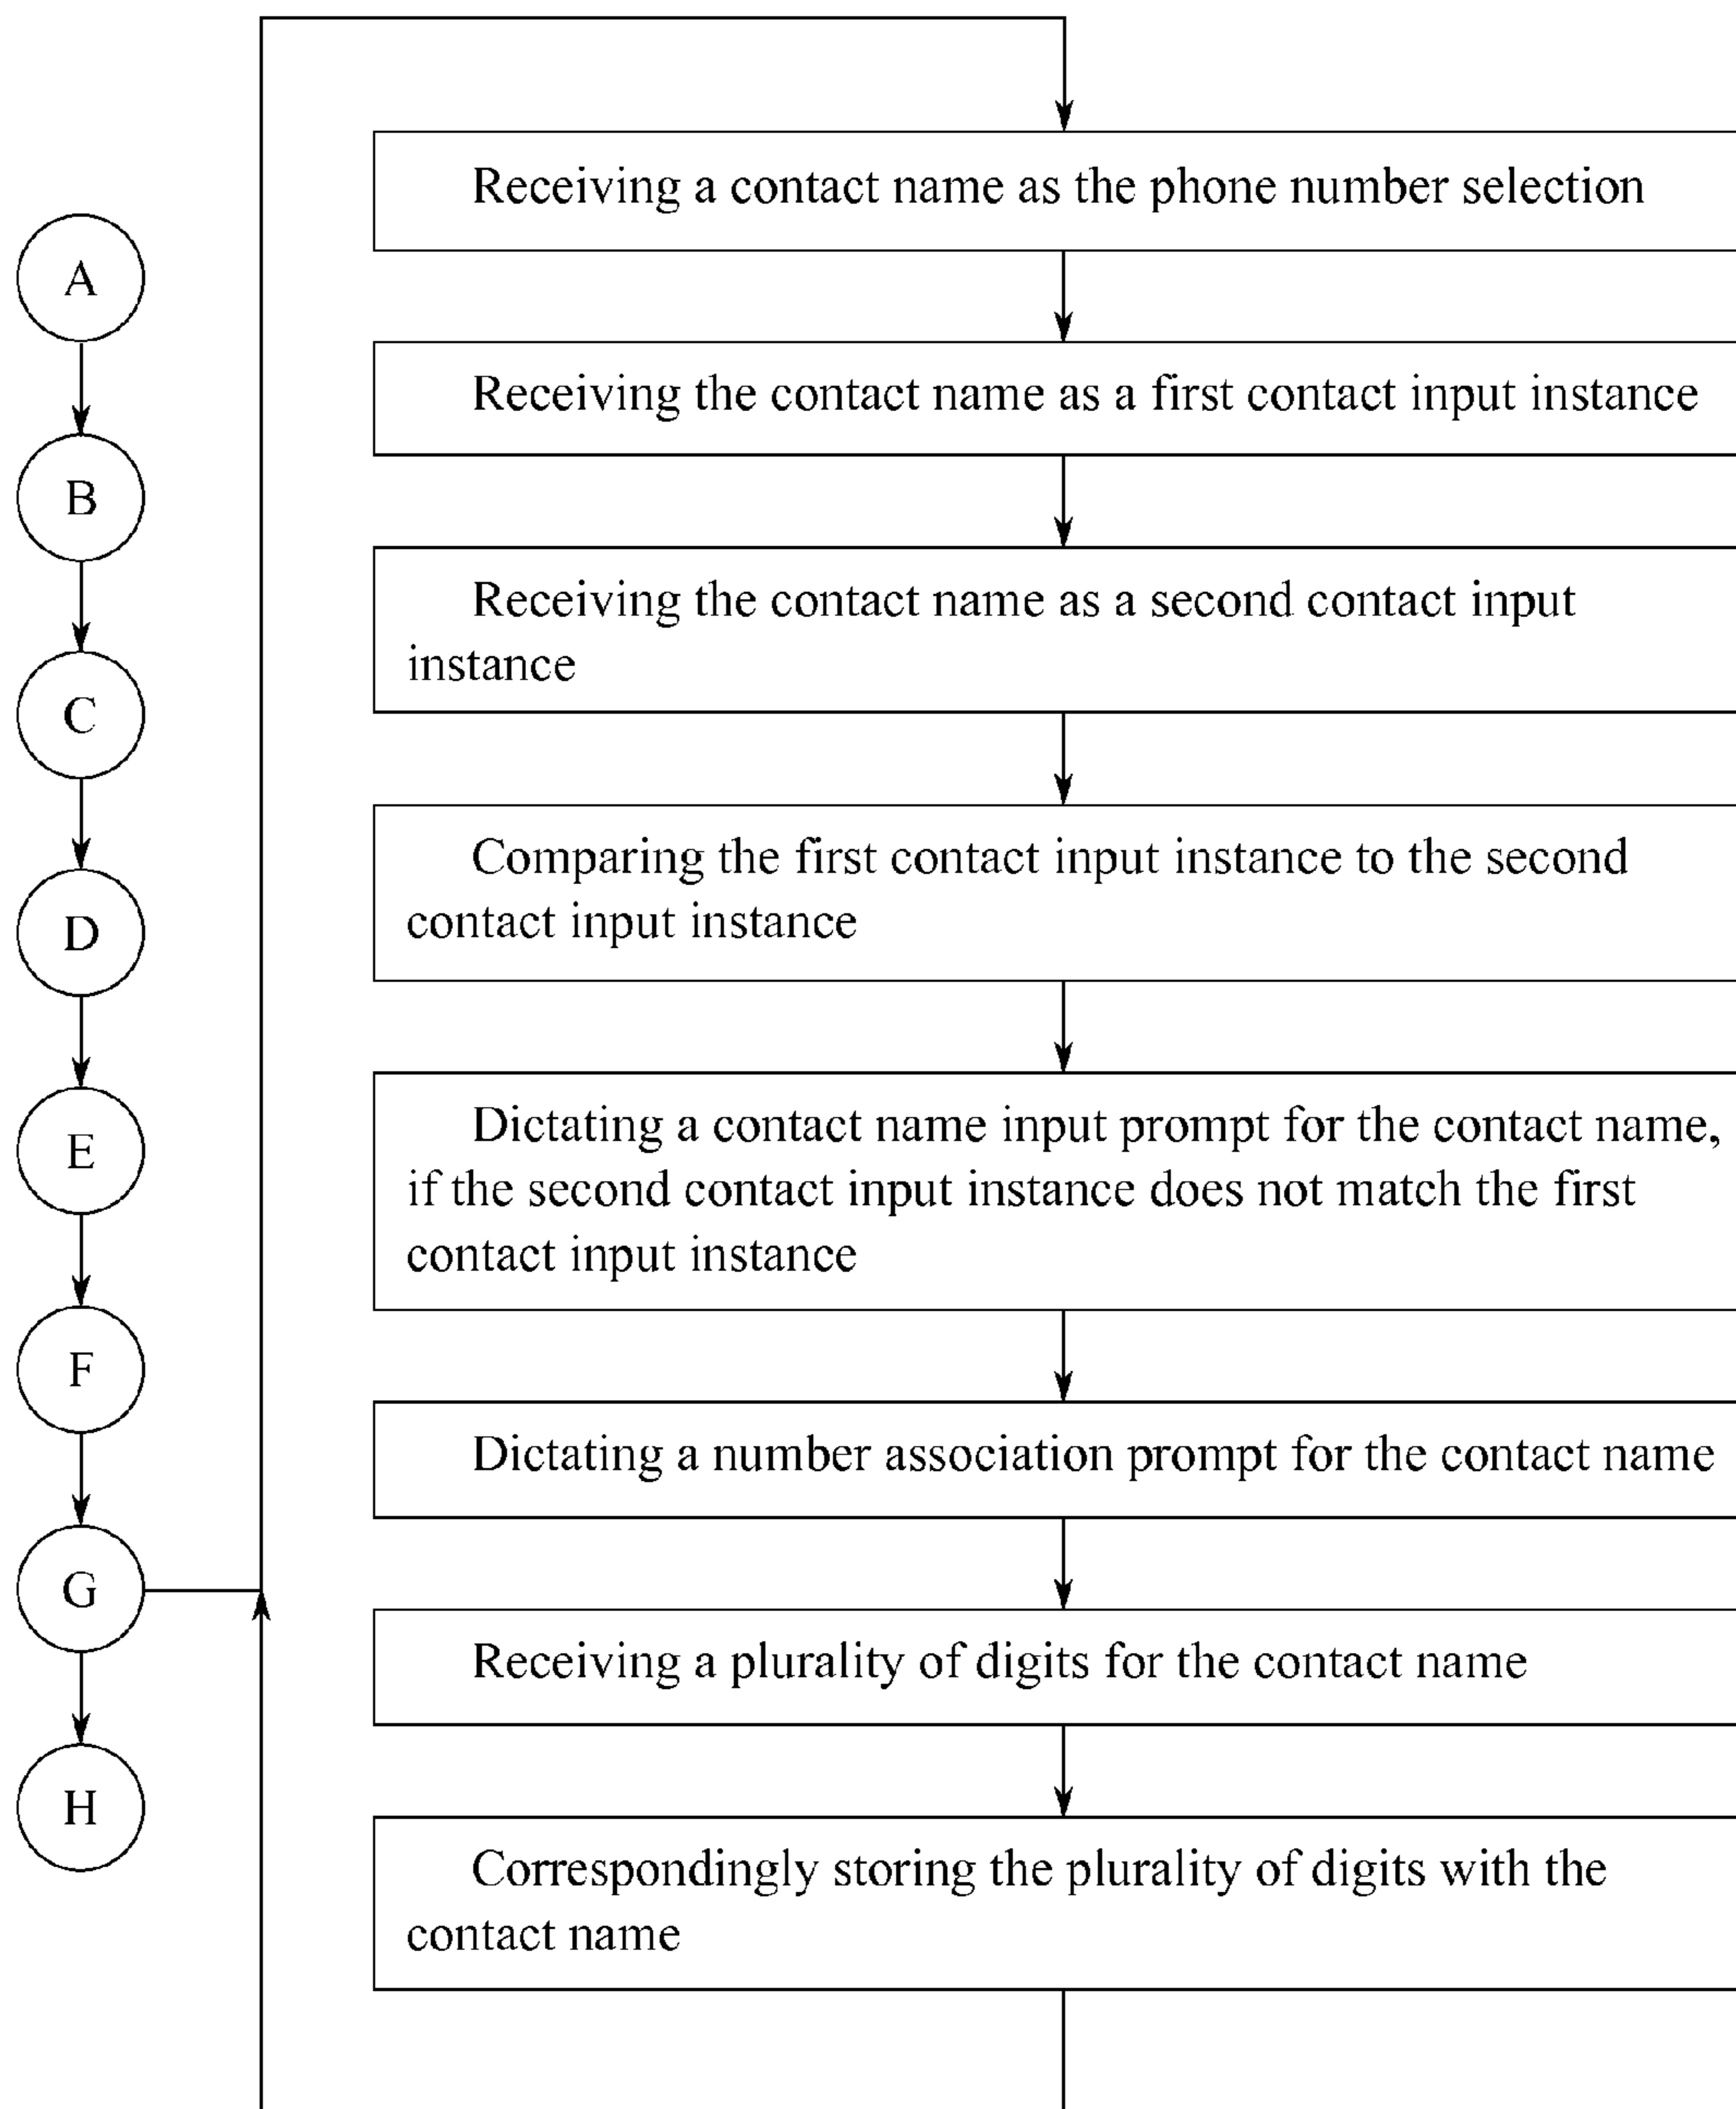 A
B
C
D
E
F
G
H
Receiving a contact name as the phone number selection
Receiving the contact name as a first contact input instance
Receiving the contact name as a second contact input
instance
Comparing the first contact input instance to the second
contact input instance
Dictating a contact name input prompt for the contact name,
if the second contact input instance does not match the first
contact input instance
Dictating a number association prompt for the contact name
Receiving a plurality of digits for the contact name
Correspondingly storing the plurality of digits with the
contact name